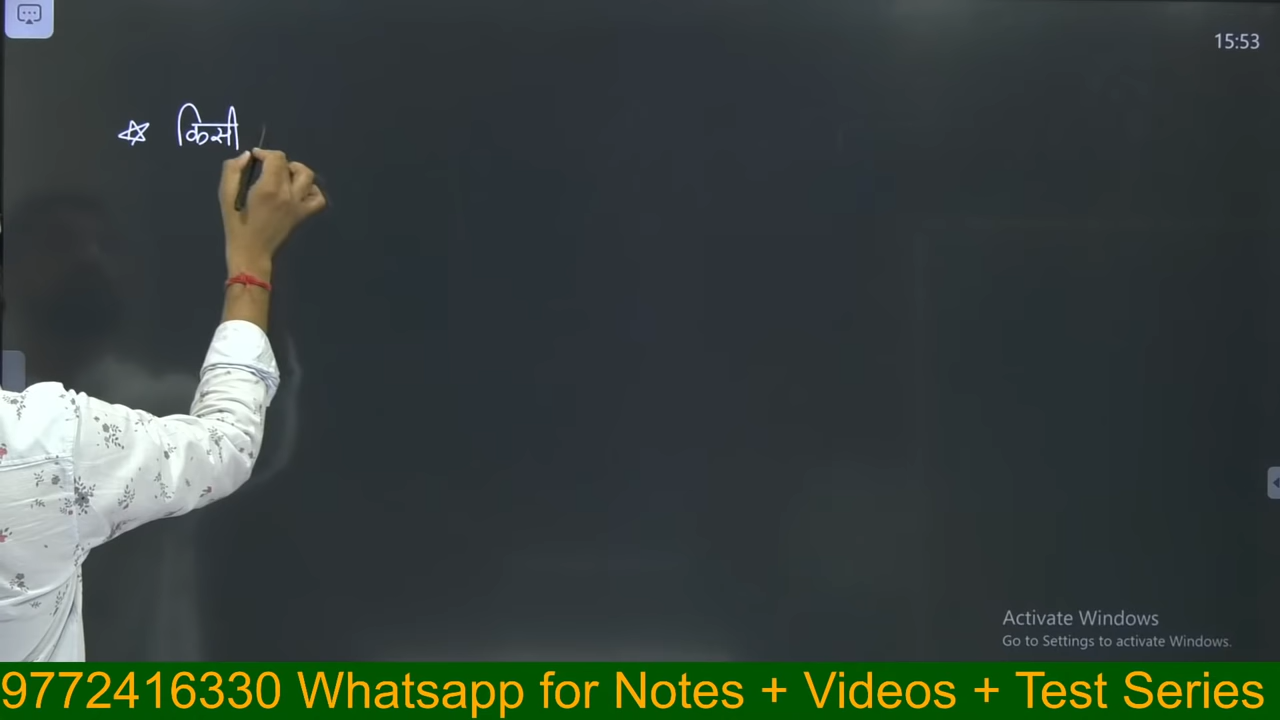 15:53
☆ किसी
Activate Windows
Go to Settings to activate Windows.
9772416330 Whatsapp for Notes + Videos + Test Series